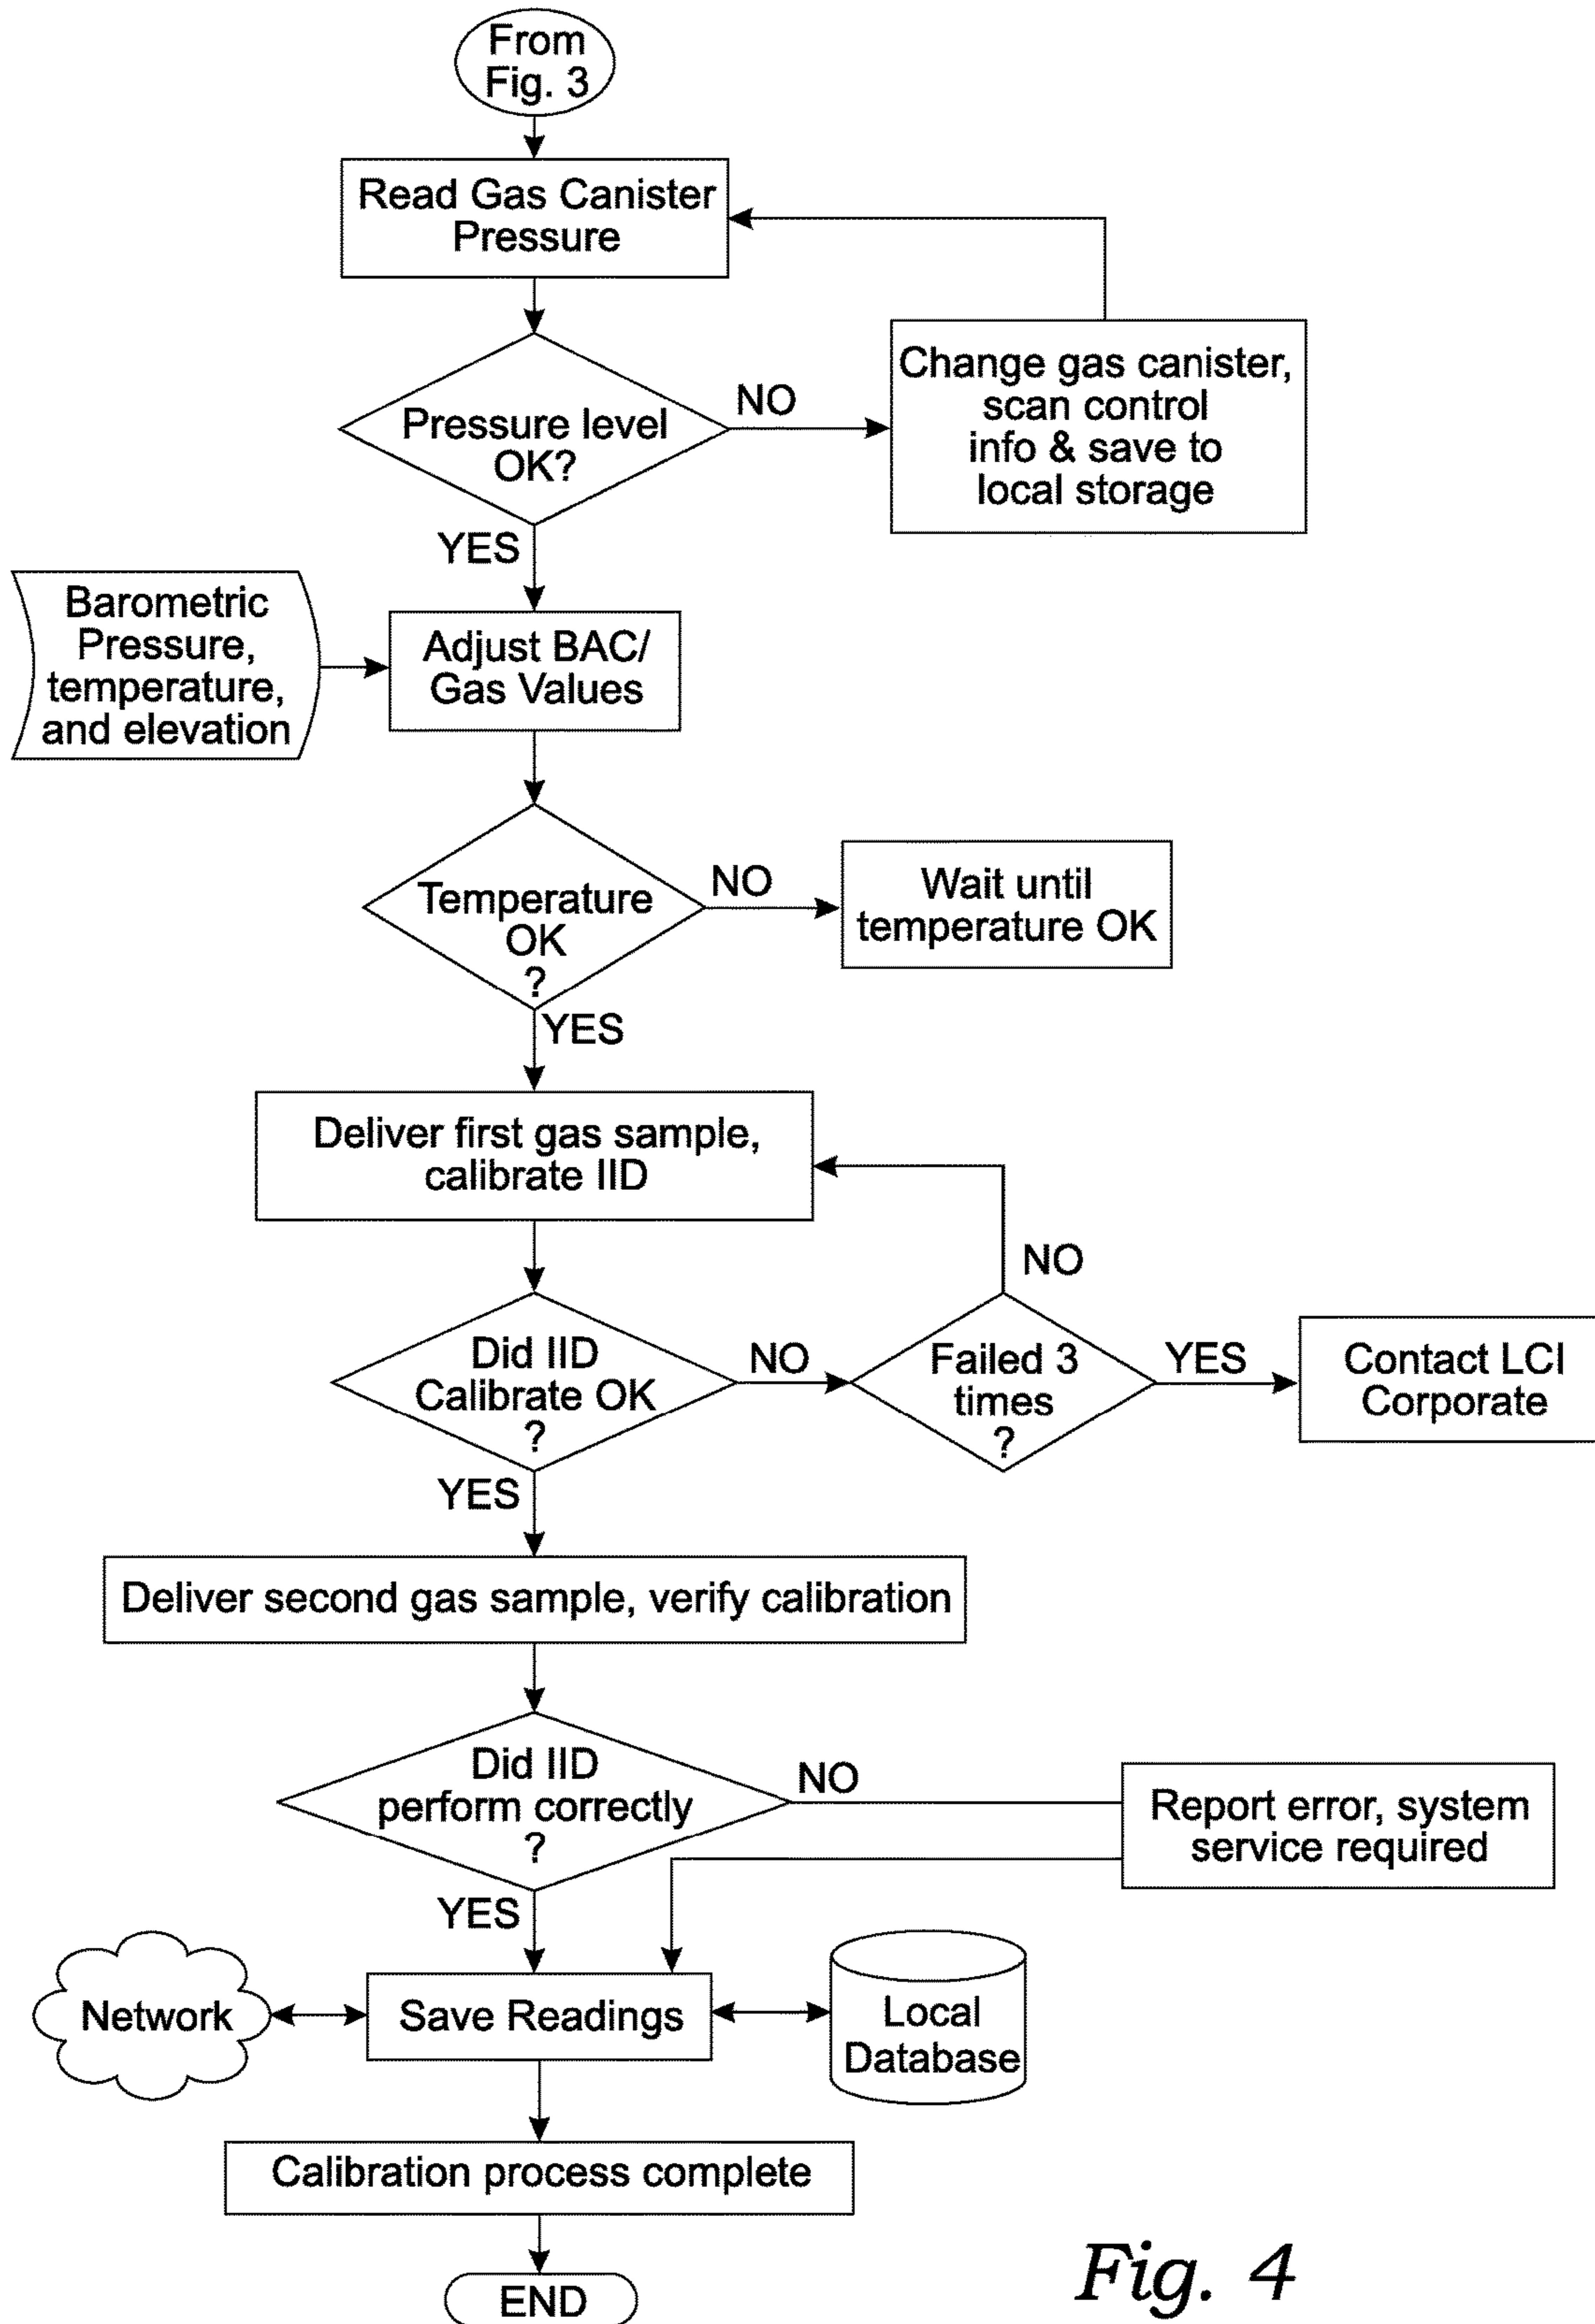 From
Fig. 3
Read Gas Canister
Pressure
Pressure level
OK?
NO
Change gas canister,
scan control
info & save to
local storage
YES
Barometric
Pressure,
temperature,
and elevation
Adjust BAC/
Gas Values
Temperature
OK
?
NO
Wait until
temperature OK
YES
Deliver first gas sample,
calibrate IID
Did IID
Calibrate OK
?
NO
Failed 3
times
?
NO
YES
Contact LCI
Corporate
YES
Deliver second gas sample, verify calibration
Did IID
perform correctly
?
NO
Report error, system
service required
YES
Network
Save Readings
Local
Database
Calibration process complete
END
Fig. 4